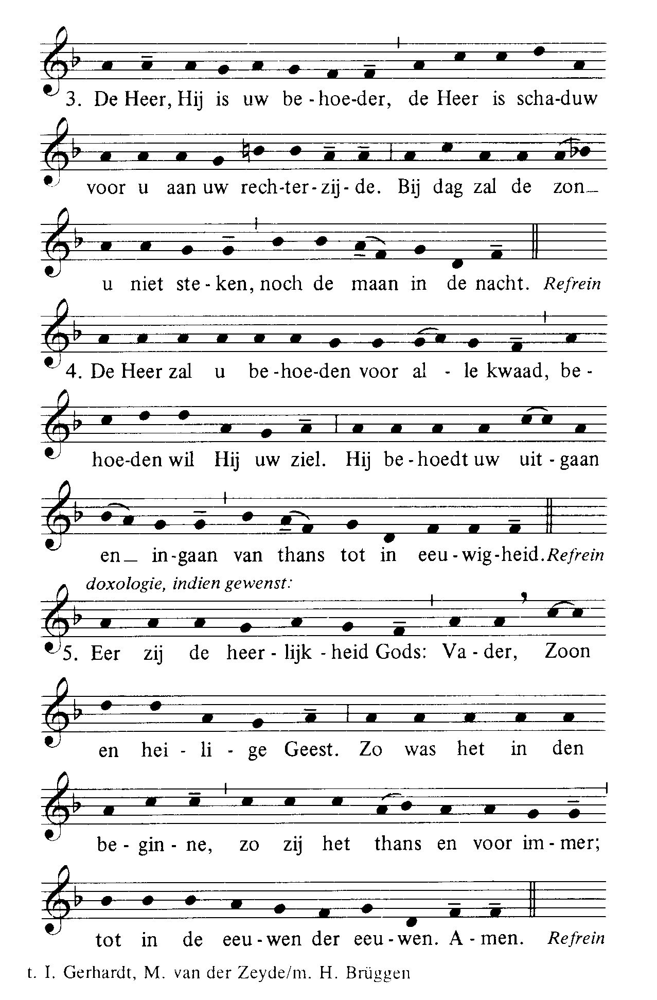 3. De Heer, Hij is uw be - hoe-der, de Heer is scha-duw
voor u aan uw rech-ter-zij-de. Bij dag zal de zon_
u niet ste - ken, noch de maan in de nacht. Refrein
4. De Heer zal u be -hoe-den voor al - le kwaad, be -
hoe-den wil Hij uw ziel. Hij be - hoedt uw uit - gaan
en_ in-gaan van thans tot in eeu - wig-heid. Refrein
doxologie, indien gewenst:
5. Eer zij de heer - lijk - heid Gods: Va - der, Zoon
en hei - li - ge Geest. Zo was het in den
be - gin - ne, zo zij het thans en voor im - mer;
tot in de eeu - wen der eeu - wen. A - men. Refrein
t. I. Gerhardt, M. van der Zeyde/m. H. Brüggen